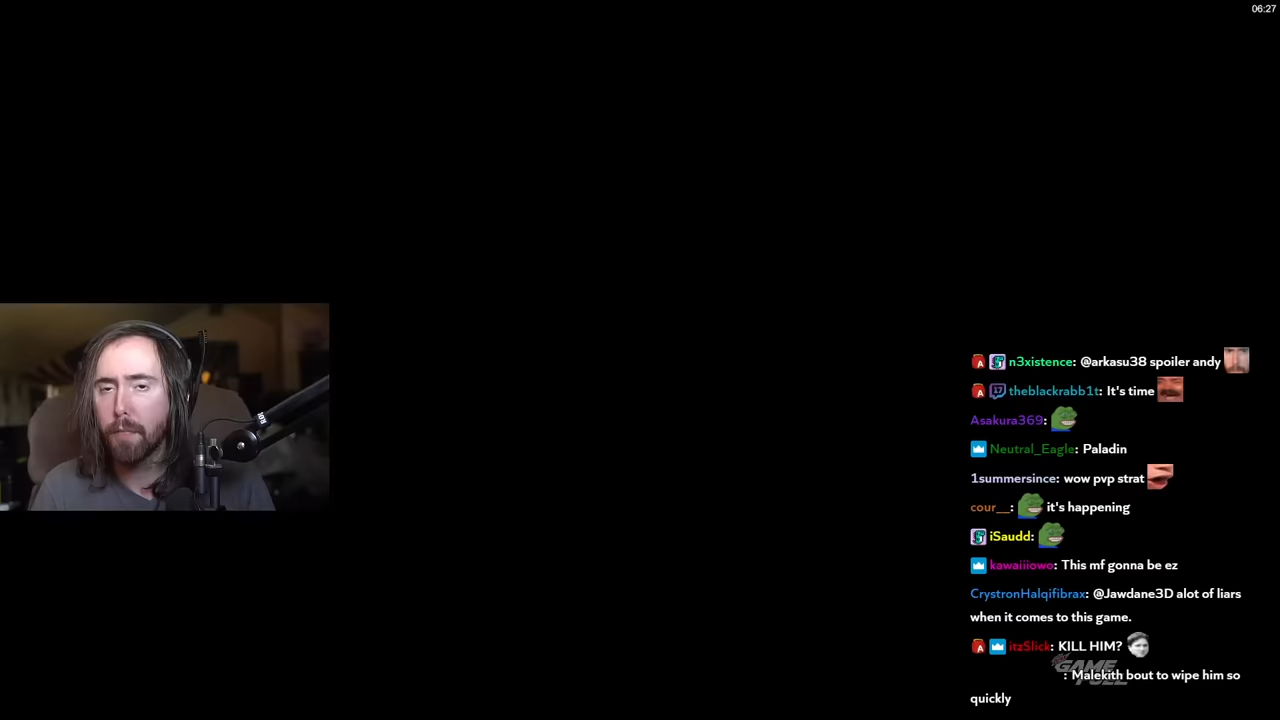 06:27
n3xistence: @arkasu38 spoiler andy
theblackrabb1t: It's time
Asakura369:
Neutral_Eagle: Paladin
1summersince: wow pvp strat
cour__: it's happening
iSaudd:
kawaiiiowo: This mf gonna be ez
CrystronHalqifibrax: @Jawdane3D alot of liars
when it comes to this game.
itzSlick: KILL HIM?
GAME FUEL
: Malekith bout to wipe him so
quickly